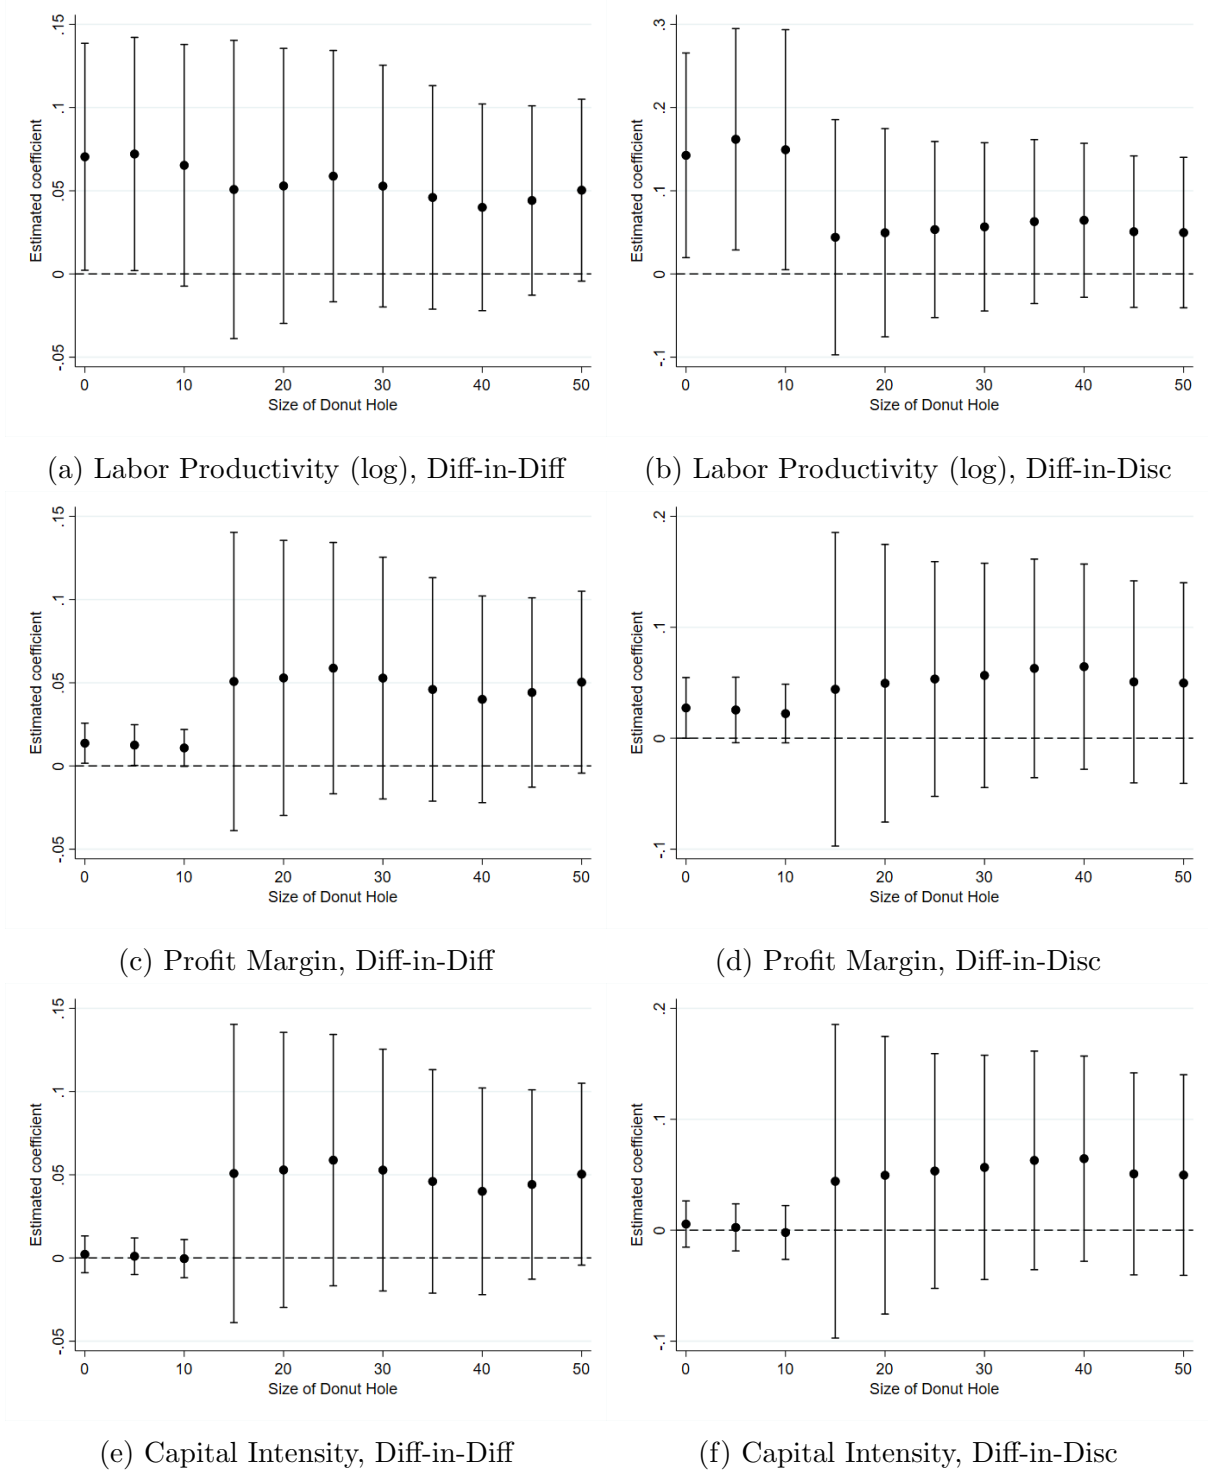 .15
.1
.05
0
-.05
Estimated coefficient
0 10 20 30 40 50
Size of Donut Hole
(a) Labor Productivity (log), Diff-in-Diff
.3
.2
.1
0
-.1
Estimated coefficient
0 10 20 30 40 50
Size of Donut Hole
(b) Labor Productivity (log), Diff-in-Disc
.15
.1
.05
0
-.05
Estimated coefficient
0 10 20 30 40 50
Size of Donut Hole
(c) Profit Margin, Diff-in-Diff
.2
.1
0
-.1
Estimated coefficient
0 10 20 30 40 50
Size of Donut Hole
(d) Profit Margin, Diff-in-Disc
.15
.1
.05
0
-.05
Estimated coefficient
0 10 20 30 40 50
Size of Donut Hole
(e) Capital Intensity, Diff-in-Diff
.2
.1
0
-.1
Estimated coefficient
0 10 20 30 40 50
Size of Donut Hole
(f) Capital Intensity, Diff-in-Disc